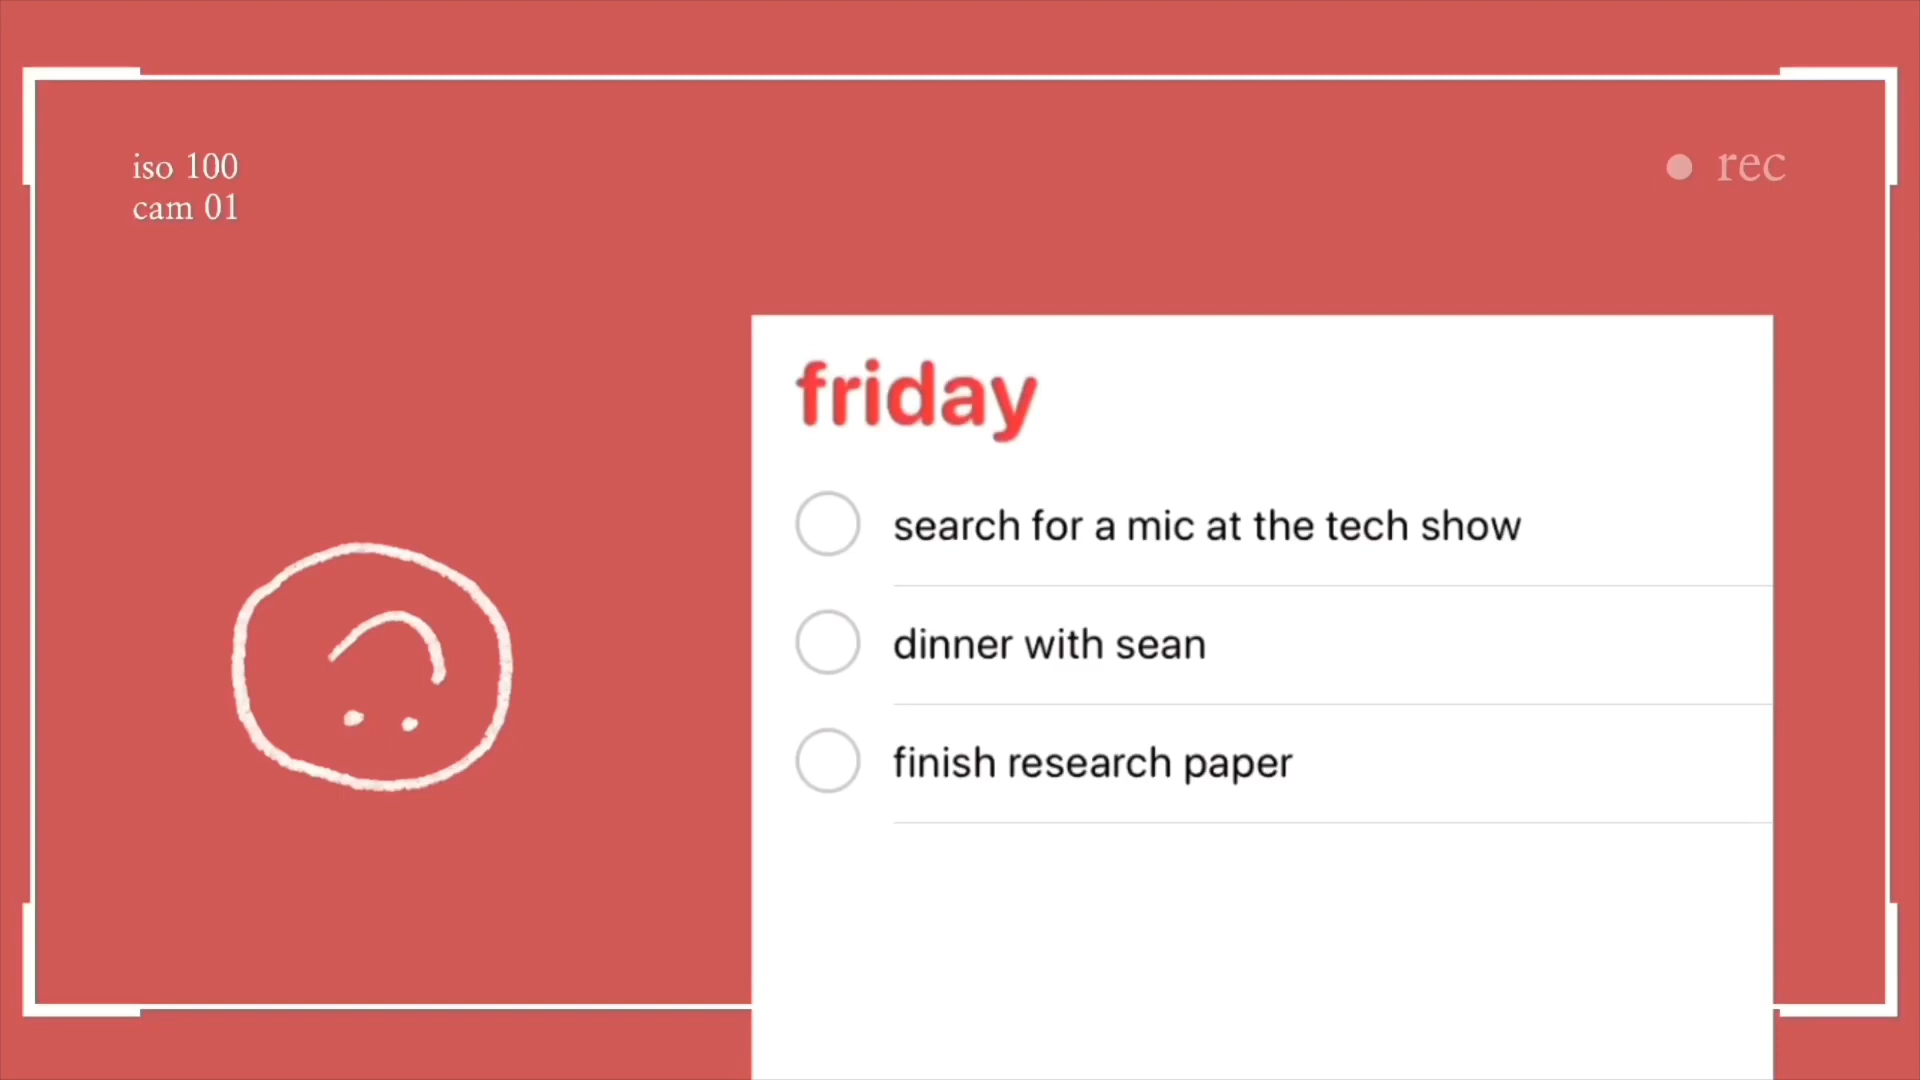 iso 100
cam 01
rec
friday
search for a mic at the tech show
dinner with sean
finish research paper